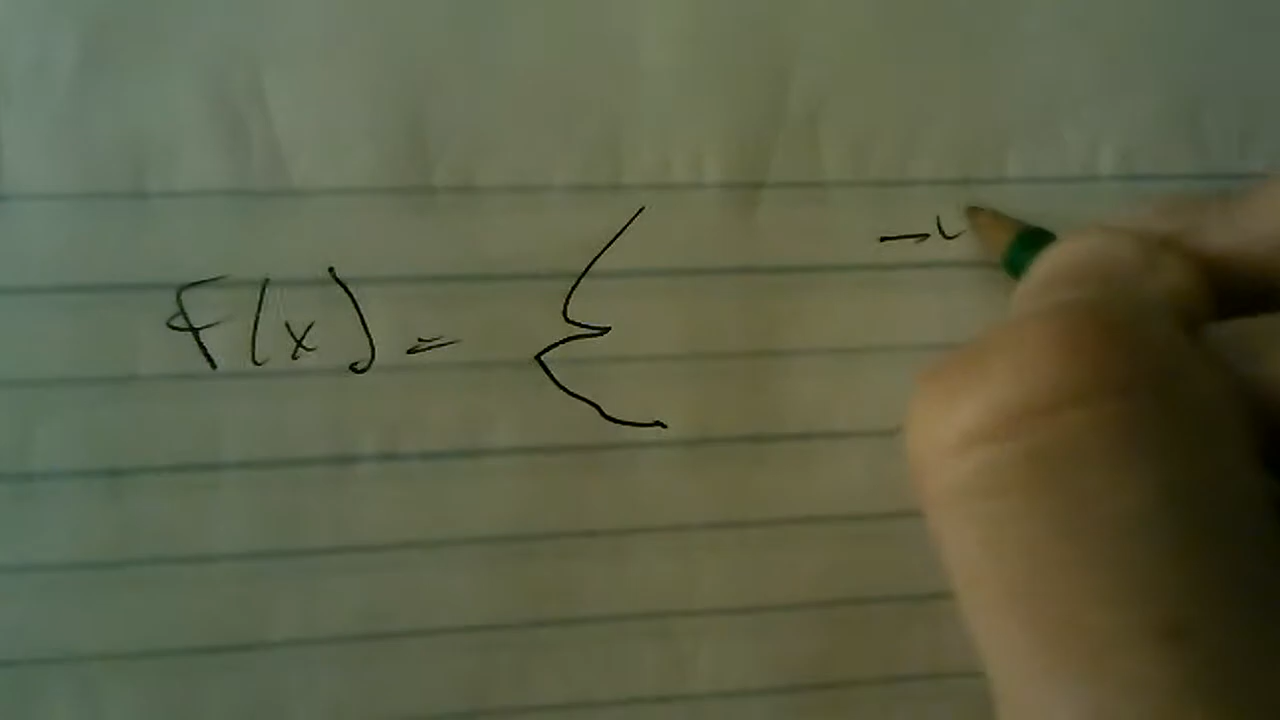 f(x) = {